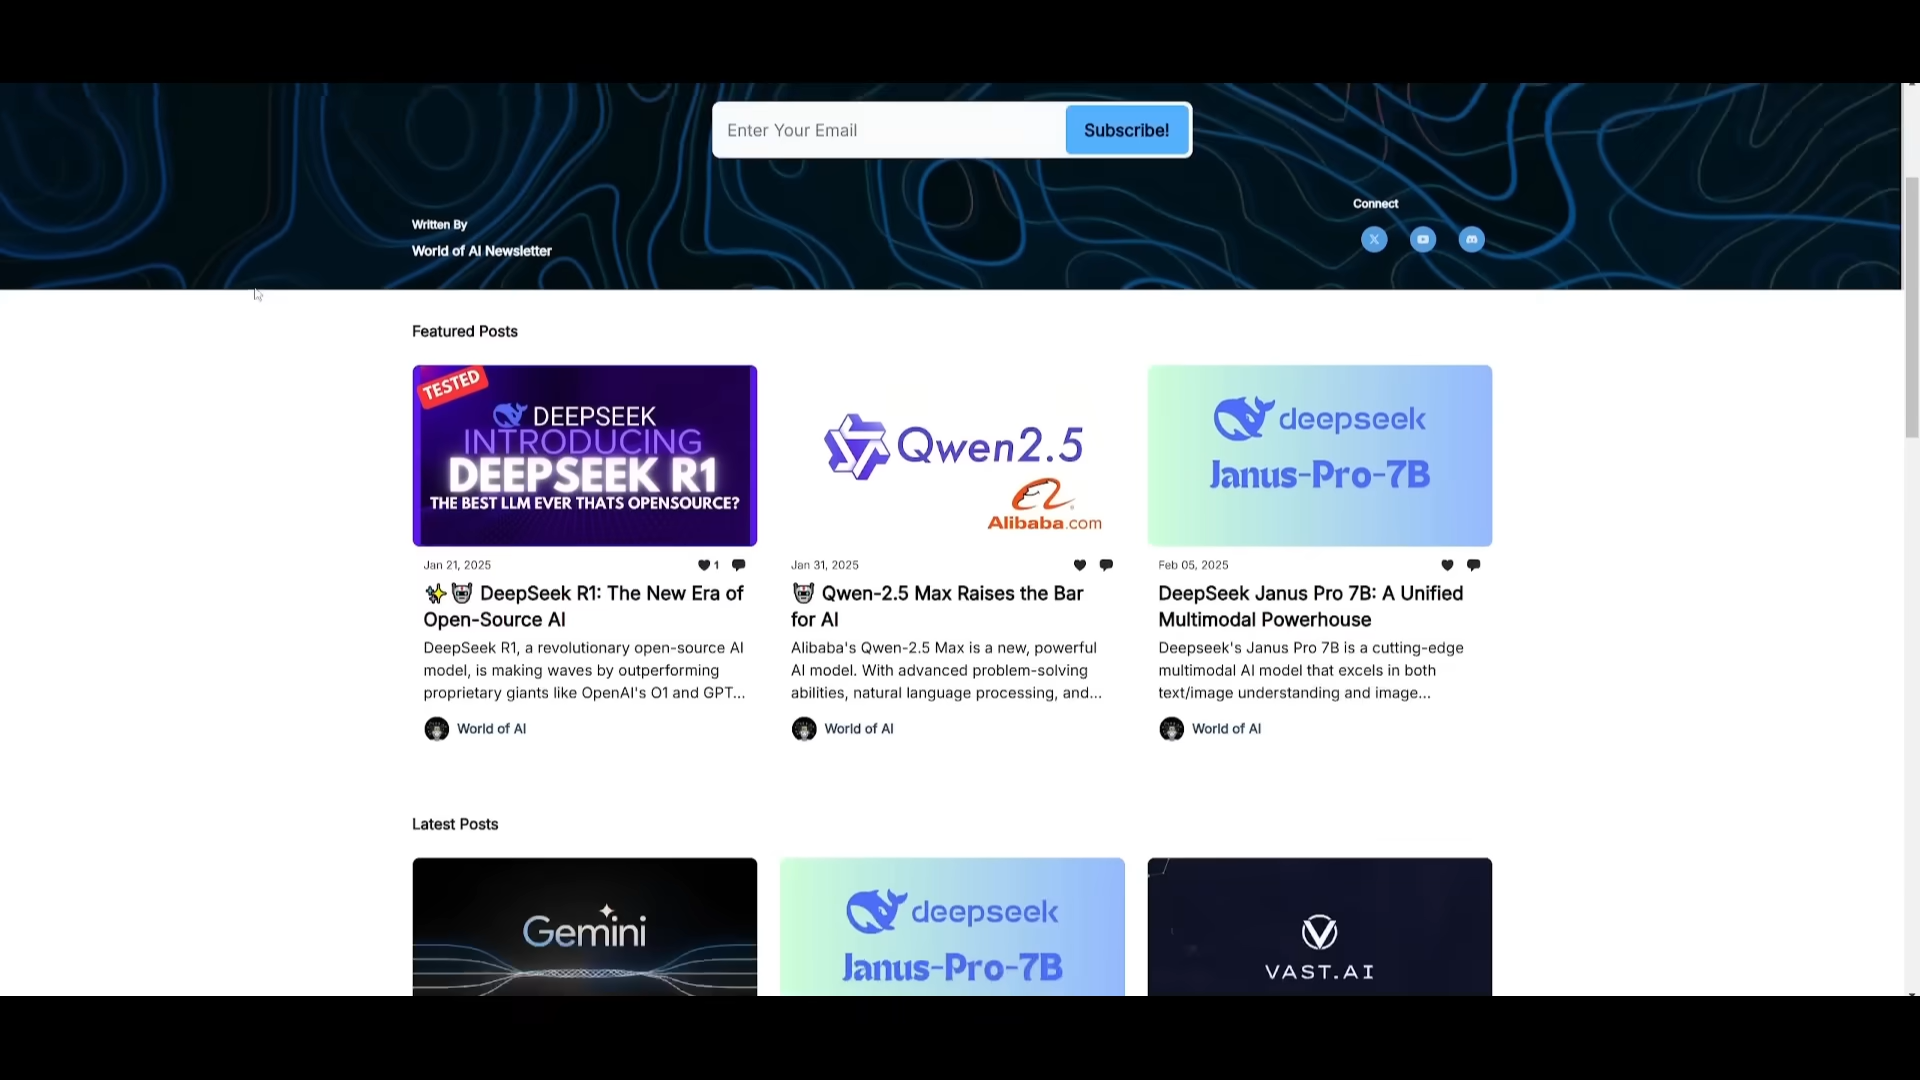 Enter Your Email
Subscribe!
Connect
Written By
World of AI Newsletter
Featured Posts
TESTED
DEEPSEEK
INTRODUCING
DEEPSEEK R1
THE BEST LLM EVER THATS OPENSOURCE?
Jan 21, 2025
1
✨🤖 DeepSeek R1: The New Era of
Open-Source AI
DeepSeek R1, a revolutionary open-source AI
model, is making waves by outperforming
proprietary giants like OpenAI's O1 and GPT...
World of AI
Qwen2.5
Alibaba.com
Jan 31, 2025
🤖 Qwen-2.5 Max Raises the Bar
for AI
Alibaba's Qwen-2.5 Max is a new, powerful
AI model. With advanced problem-solving
abilities, natural language processing, and...
World of AI
deepseek
Janus-Pro-7B
Feb 05, 2025
DeepSeek Janus Pro 7B: A Unified
Multimodal Powerhouse
Deepseek's Janus Pro 7B is a cutting-edge
multimodal AI model that excels in both
text/image understanding and image...
World of AI
Latest Posts
Gemini
deepseek
Janus-Pro-7B
VAST.AI